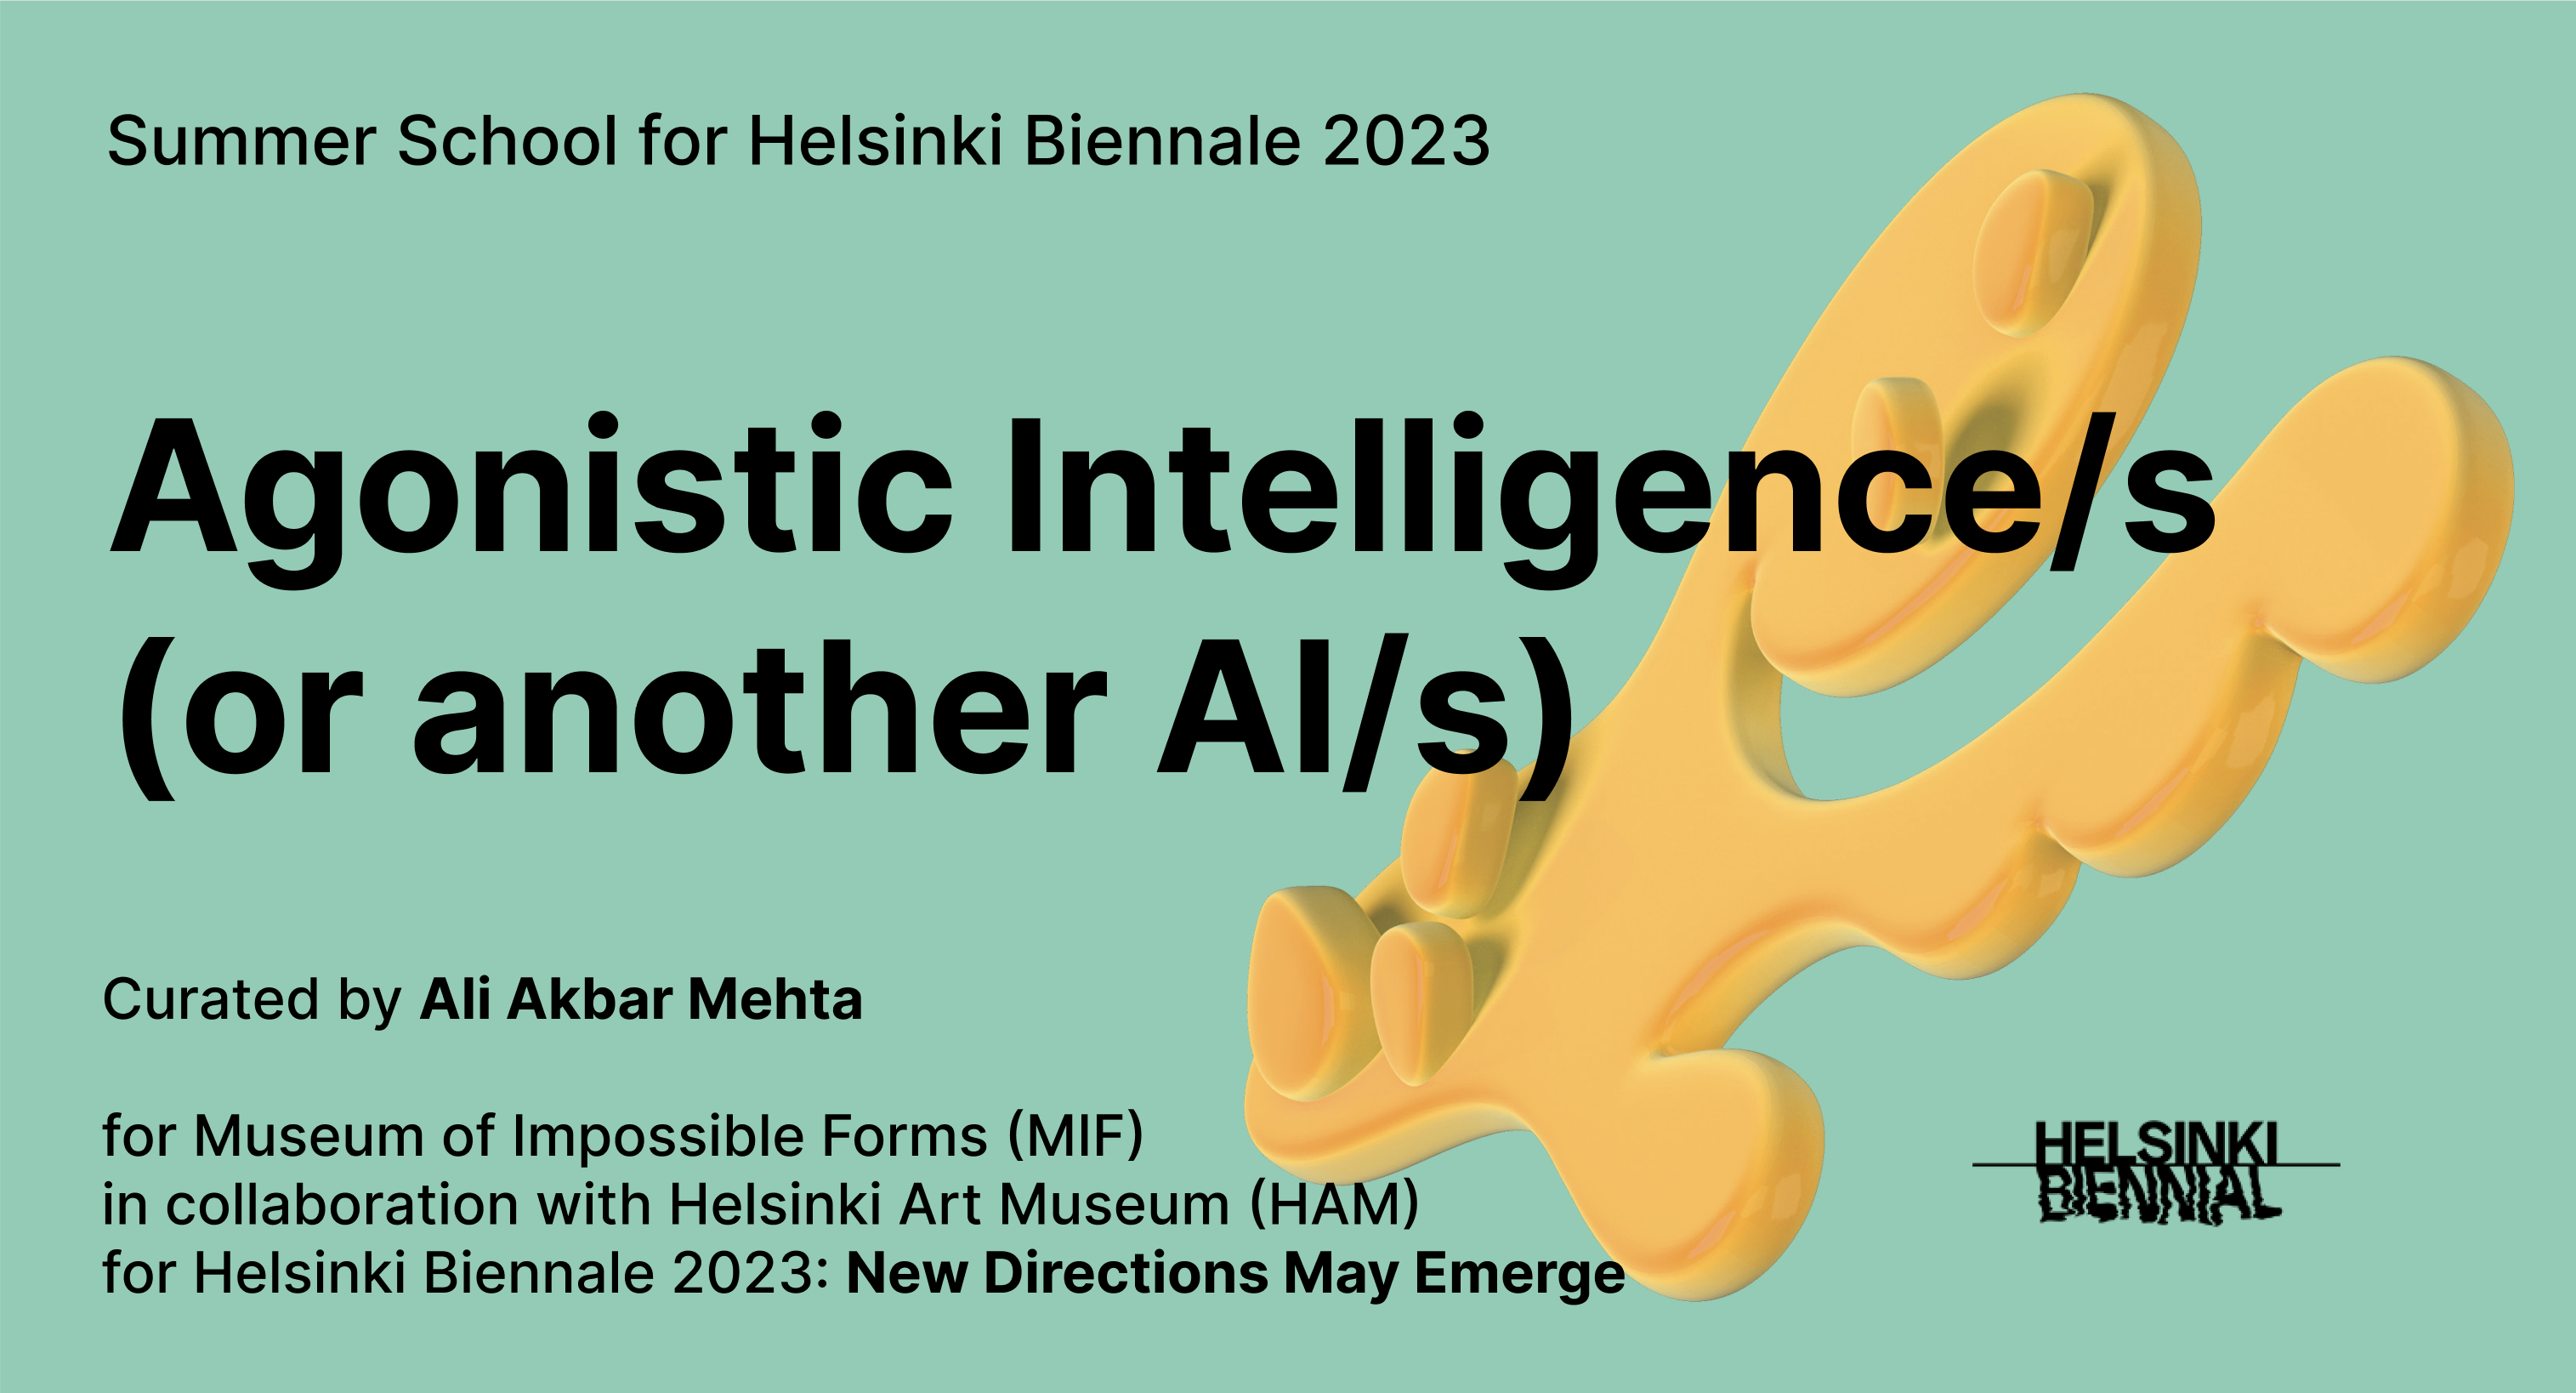 Summer School for Helsinki Biennale 2023
Agonistic Intelligence/s
(or another AI/s)
Curated by Ali Akbar Mehta
for Museum of Impossible Forms (MIF)
in collaboration with Helsinki Art Museum (HAM)
for Helsinki Biennale 2023: New Directions May Emerge
HELSINKI
BIENNIAL